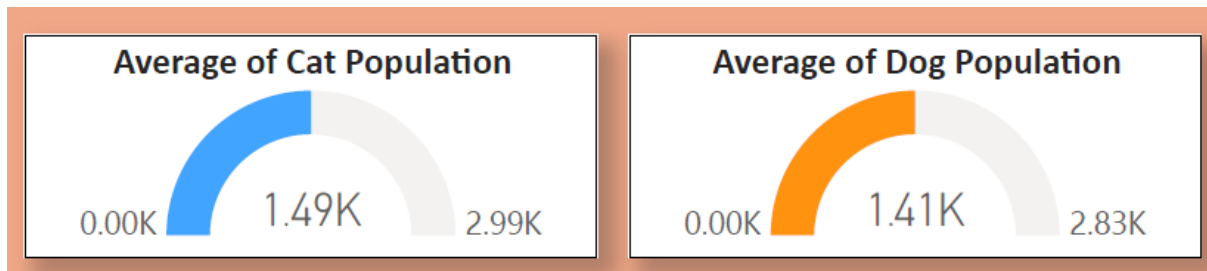 Average of Cat Population
0.00K 1.49K 2.99K
Average of Dog Population
0.00K 1.41K 2.83K